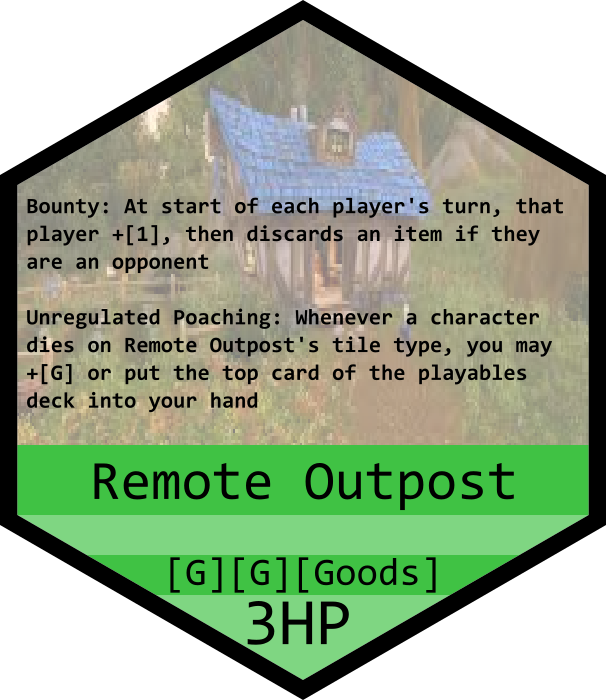 Bounty: At start of each player's turn, that
player +[1], then discards an item if they
are an opponent
Unregulated Poaching: Whenever a character
dies on Remote Outpost's tile type, you may
+[G] or put the top card of the playables
deck into your hand
Remote Outpost
[G][G][Goods]
3HP